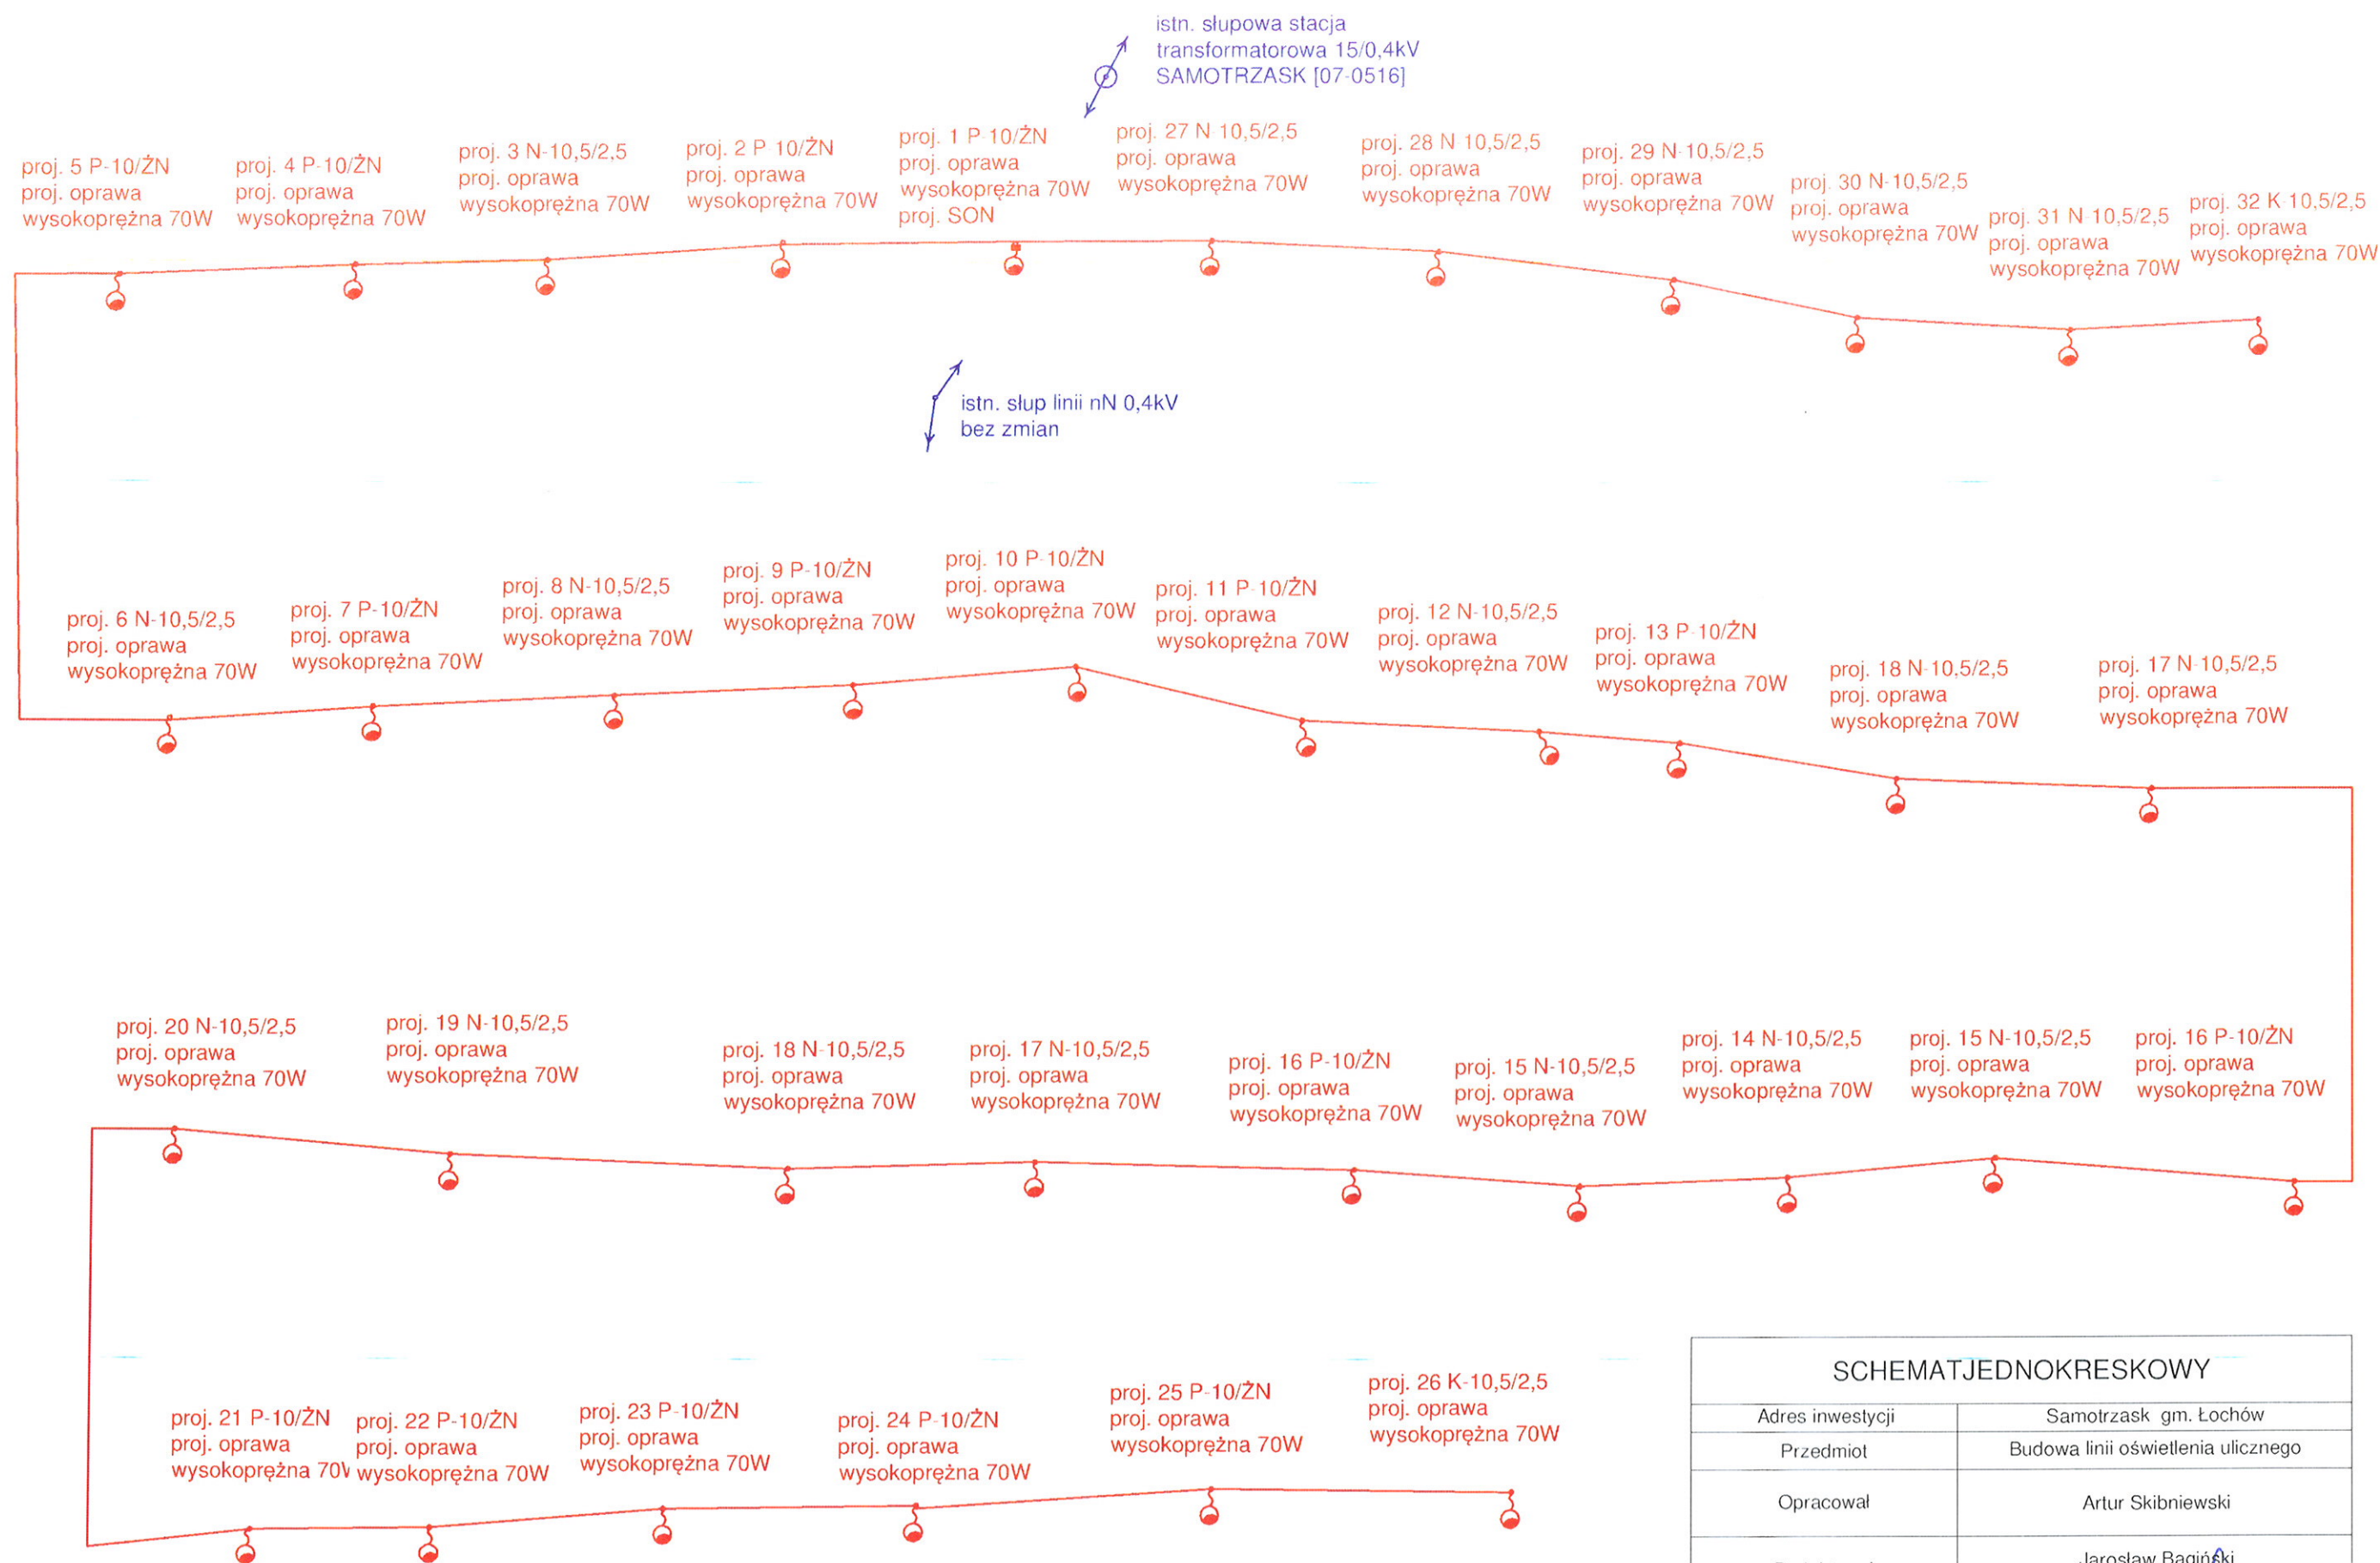 istn. słupowa stacja
transformatorowa 15/0,4kV
SAMOTRZASK [07-0516]
proj. 5 P-10/ŻN
proj. oprawa
wysokoprężna 70W
proj. 4 P-10/ŻN
proj. oprawa
wysokoprężna 70W
proj. 3 N-10,5/2,5
proj. oprawa
wysokoprężna 70W
proj. 2 P-10/ŻN
proj. oprawa
wysokoprężna 70W
proj. 1 P-10/ŻN
proj. oprawa
wysokoprężna 70W
proj. SON
proj. 27 N-10,5/2,5
proj. oprawa
wysokoprężna 70W
proj. 28 N-10,5/2,5
proj. oprawa
wysokoprężna 70W
proj. 29 N-10,5/2,5
proj. oprawa
wysokoprężna 70W
proj. 30 N-10,5/2,5
proj. oprawa
wysokoprężna 70W
proj. 31 N-10,5/2,5
proj. oprawa
wysokoprężna 70W
proj. 32 K-10,5/2,5
proj. oprawa
wysokoprężna 70W
istn. słup linii nN 0,4kV
bez zmian
proj. 6 N-10,5/2,5
proj. oprawa
wysokoprężna 70W
proj. 7 P-10/ŻN
proj. oprawa
wysokoprężna 70W
proj. 8 N-10,5/2,5
proj. oprawa
wysokoprężna 70W
proj. 9 P-10/ŻN
proj. oprawa
wysokoprężna 70W
proj. 10 P-10/ŻN
proj. oprawa
wysokoprężna 70W
proj. 11 P-10/ŻN
proj. oprawa
wysokoprężna 70W
proj. 12 N-10,5/2,5
proj. oprawa
wysokoprężna 70W
proj. 13 P-10/ŻN
proj. oprawa
wysokoprężna 70W
proj. 18 N-10,5/2,5
proj. oprawa
wysokoprężna 70W
proj. 17 N-10,5/2,5
proj. oprawa
wysokoprężna 70W
proj. 20 N-10,5/2,5
proj. oprawa
wysokoprężna 70W
proj. 19 N-10,5/2,5
proj. oprawa
wysokoprężna 70W
proj. 18 N-10,5/2,5
proj. oprawa
wysokoprężna 70W
proj. 17 N-10,5/2,5
proj. oprawa
wysokoprężna 70W
proj. 16 P-10/ŻN
proj. oprawa
wysokoprężna 70W
proj. 15 N-10,5/2,5
proj. oprawa
wysokoprężna 70W
proj. 14 N-10,5/2,5
proj. oprawa
wysokoprężna 70W
proj. 15 N-10,5/2,5
proj. oprawa
wysokoprężna 70W
proj. 16 P-10/ŻN
proj. oprawa
wysokoprężna 70W
proj. 21 P-10/ŻN
proj. oprawa
wysokoprężna 70W
proj. 22 P-10/ŻN
proj. oprawa
wysokoprężna 70W
proj. 23 P-10/ŻN
proj. oprawa
wysokoprężna 70W
proj. 24 P-10/ŻN
proj. oprawa
wysokoprężna 70W
proj. 25 P-10/ŻN
proj. oprawa
wysokoprężna 70W
proj. 26 K-10,5/2,5
proj. oprawa
wysokoprężna 70W
SCHEMATJEDNOKRESKOWY
Adres inwestycji Samotrzask gm. Łochów
Przedmiot Budowa linii oświetlenia ulicznego
Opracował Artur Skibniewski
Jarosław Bagiński